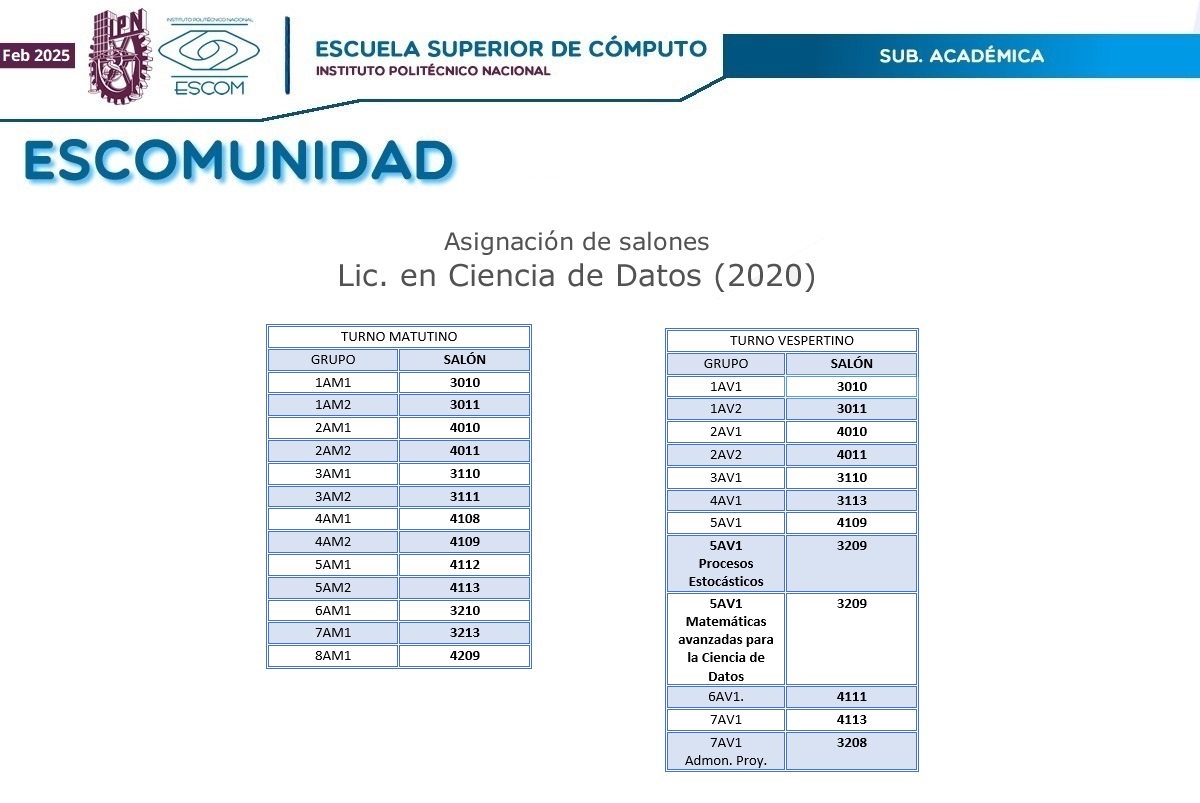 Feb 2025
IPN
INSTITUTO POLITÉCNICO NACIONAL
ESCOM
ESCUELA SUPERIOR DE CÓMPUTO
INSTITUTO POLITÉCNICO NACIONAL
SUB. ACADÉMICA
ESCOMUNIDAD
Asignación de salones
Lic. en Ciencia de Datos (2020)
TURNO MATUTINO
GRUPO SALÓN
1AM1 3010
1AM2 3011
2AM1 4010
2AM2 4011
3AM1 3110
3AM2 3111
4AM1 4108
4AM2 4109
5AM1 4112
5AM2 4113
6AM1 3210
7AM1 3213
8AM1 4209
TURNO VESPERTINO
GRUPO SALÓN
1AV1 3010
1AV2 3011
2AV1 4010
2AV2 4011
3AV1 3110
4AV1 3113
5AV1 4109
5AV1 3209
Procesos
Estocásticos
5AV1 3209
Matemáticas
avanzadas para
la Ciencia de
Datos
6AV1. 4111
7AV1 4113
7AV1 3208
Admon. Proy.